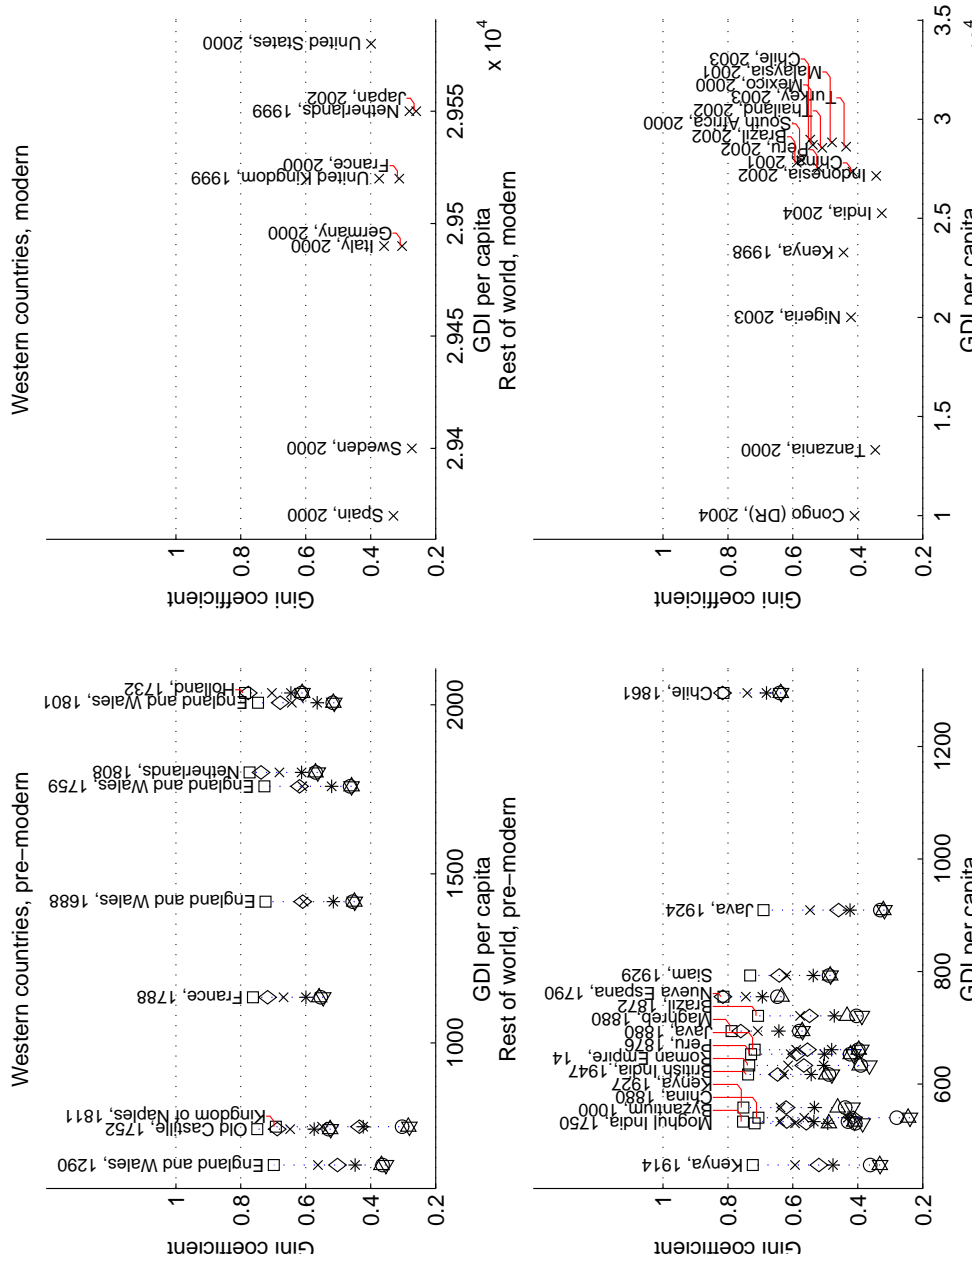 Western countries, pre−modern
1
0.8
0.6
0.4
0.2
Gini coefficient
1000
1500
2000
GDI per capita
England and Wales, 1290
Old Castille, 1752
Kingdom of Naples, 1811
France, 1788
England and Wales, 1688
England and Wales, 1759
Netherlands, 1808
England and Wales, 1801
Holland, 1732
Western countries, modern
1
0.8
0.6
0.4
0.2
Gini coefficient
2.94
2.945
2.95
2.955
x 10^4
GDI per capita
Spain, 2000
Sweden, 2000
Italy, 2000
Germany, 2000
United Kingdom, 1999
France, 2000
Netherlands, 1999
Japan, 2002
United States, 2000
Rest of world, pre−modern
1
0.8
0.6
0.4
0.2
Gini coefficient
600
800
1000
1200
GDI per capita
Kenya, 1914
Moghul India, 1750
Byzantium, 1000
China, 1880
Kenya, 1927
British India, 1947
Roman Empire, 14
Peru, 1876
Java, 1880
Maghreb, 1880
Brazil, 1872
Nueva Espana, 1790
Siam, 1929
Java, 1924
Chile, 1861
Rest of world, modern
1
0.8
0.6
0.4
0.2
Gini coefficient
1
1.5
2
2.5
3
3.5
GDI per capita
Congo (DR), 2004
Tanzania, 2000
Nigeria, 2003
Kenya, 1998
India, 2004
Indonesia, 2002
China, 2001
Peru, 2002
Brazil, 2002
South Africa, 2000
Thailand, 2002
Turkey, 2003
Mexico, 2000
Malaysia, 2001
Chile, 2003